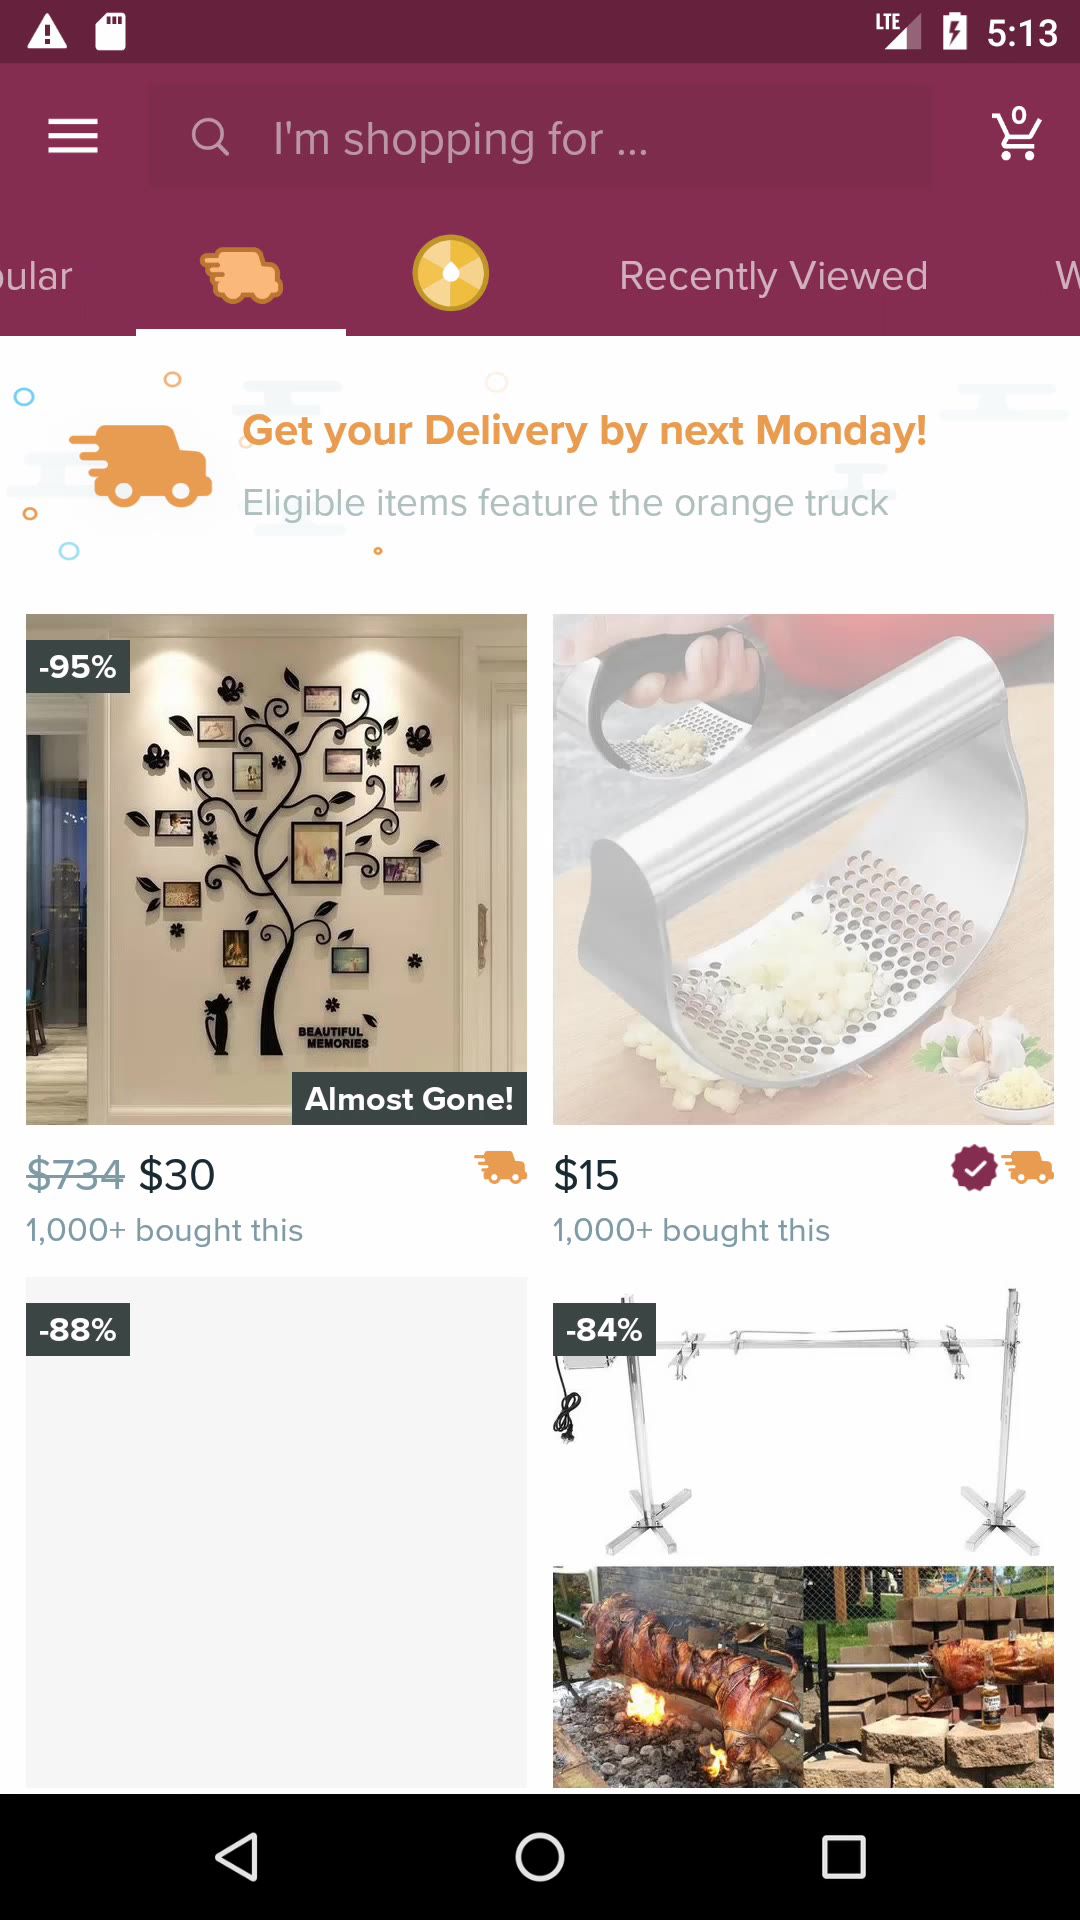 LTE 5:13
I'm shopping for ...
0
ular
Recently Viewed
W
Get your Delivery by next Monday!
Eligible items feature the orange truck
-95%
BEAUTIFUL
MEMORIES
Almost Gone!
$734 $30
1,000+ bought this
$15
1,000+ bought this
-88%
-84%